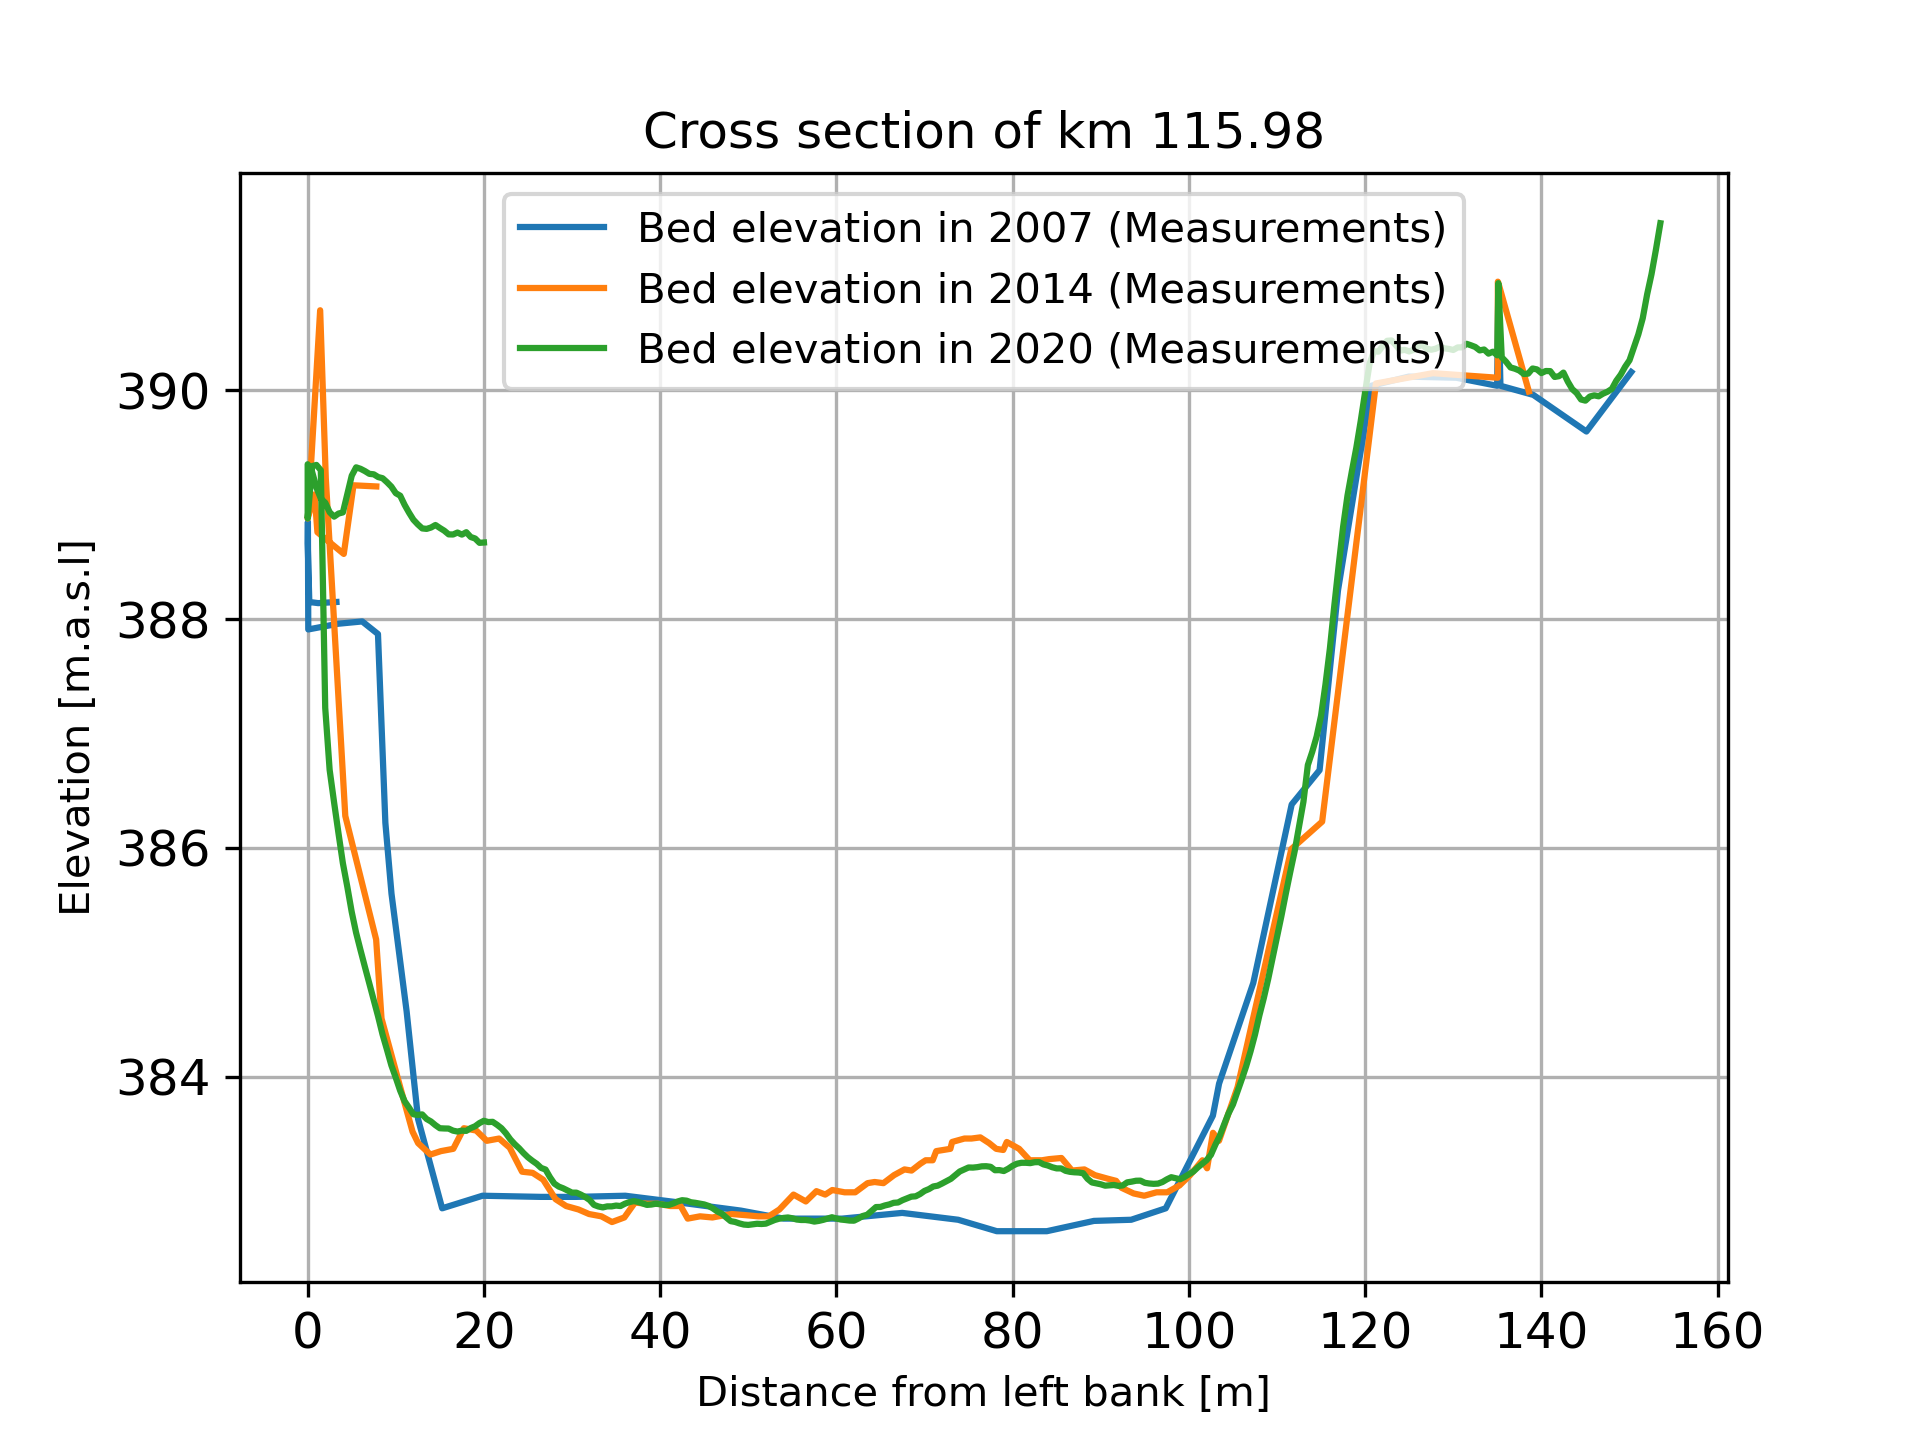 Cross section of km 115.98
Bed elevation in 2007 (Measurements)
Bed elevation in 2014 (Measurements)
Bed elevation in 2020 (Measurements)
Elevation [m.a.s.l]
390
388
386
384
0 20 40 60 80 100 120 140 160
Distance from left bank [m]